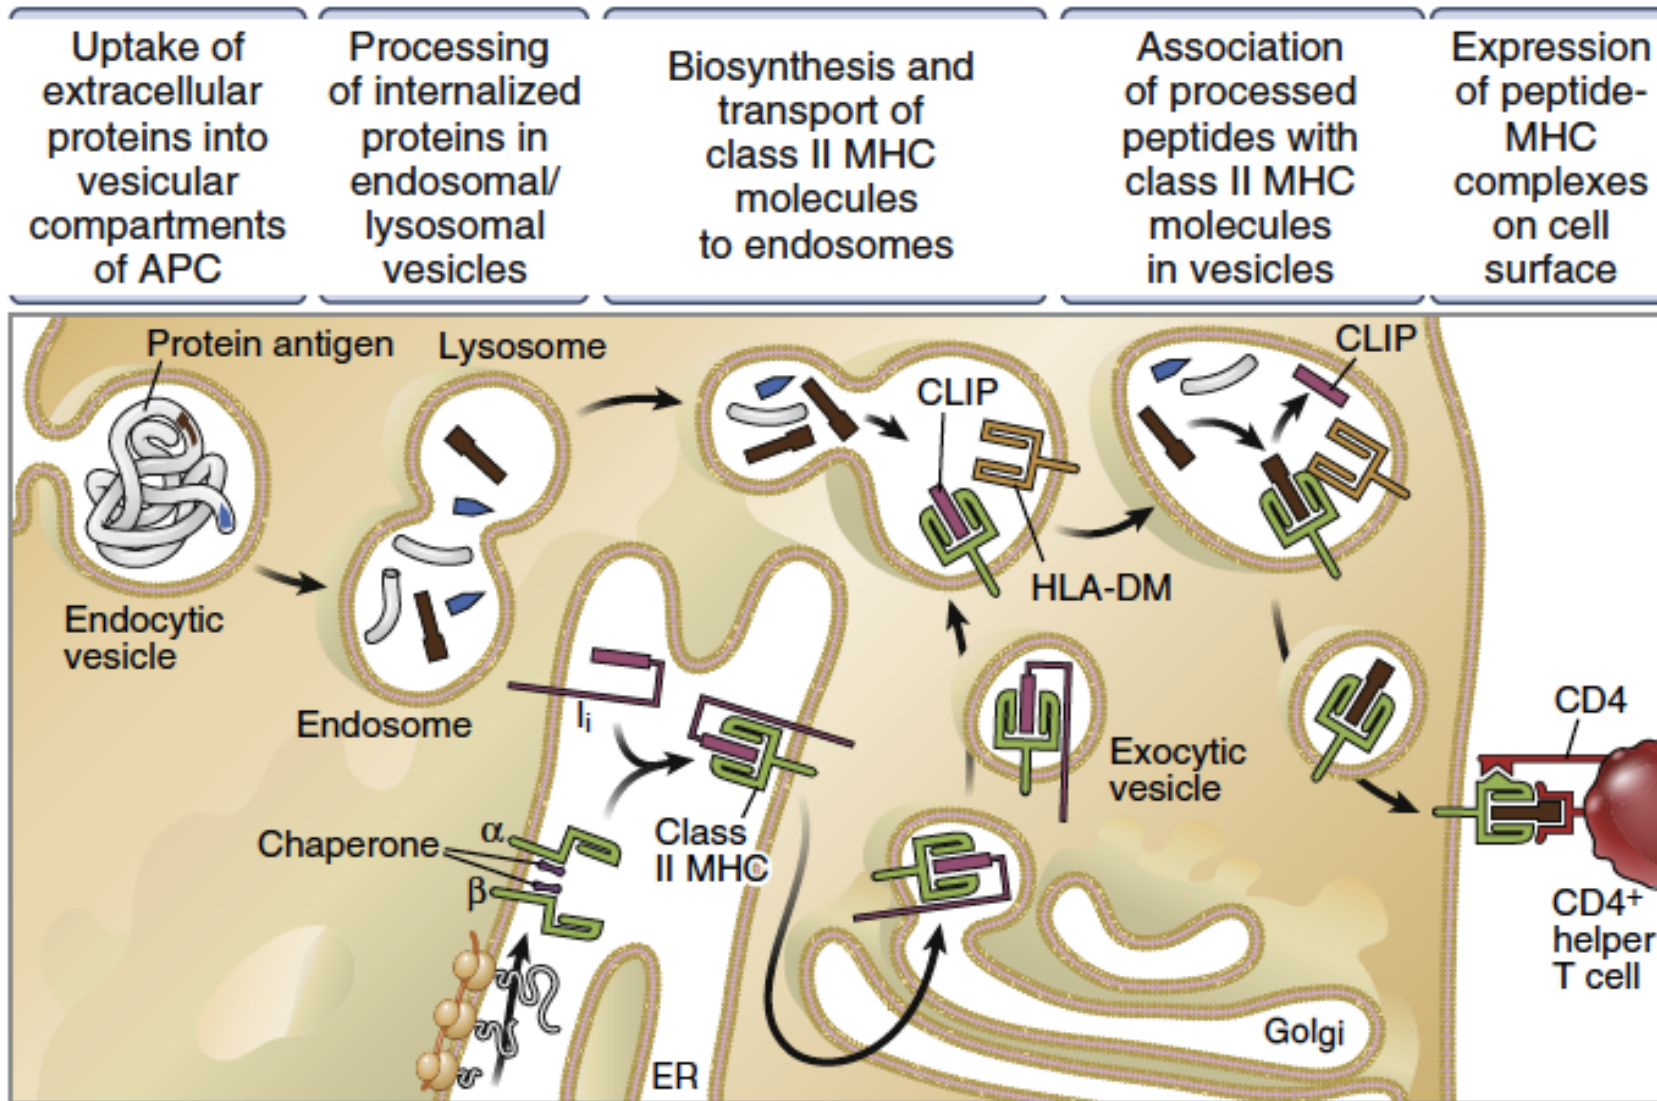 Uptake of
extracellular
proteins into
vesicular
compartments
of APC
Processing
of internalized
proteins in
endosomal/
lysosomal
vesicles
Biosynthesis and
transport of
class II MHC
molecules
to endosomes
Association
of processed
peptides with
class II MHC
molecules
in vesicles
Expression
of peptide-
MHC
complexes
on cell
surface
Protein antigen
Lysosome
CLIP
CLIP
Endocytic
vesicle
HLA-DM
Endosome
Ii
Exocytic
vesicle
CD4
Chaperone
α
β
Class
II MHC
CD4+
helper
T cell
Golgi
ER